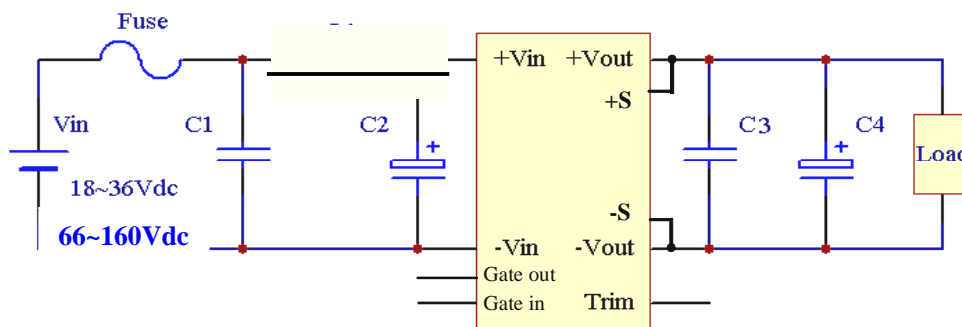 Fuse
+Vin
+Vout
+S
Vin
C1
C2
+
C3
C4
+
Load
18~36Vdc
66~160Vdc
-S
-Vin
-Vout
Gate out
Gate in
Trim